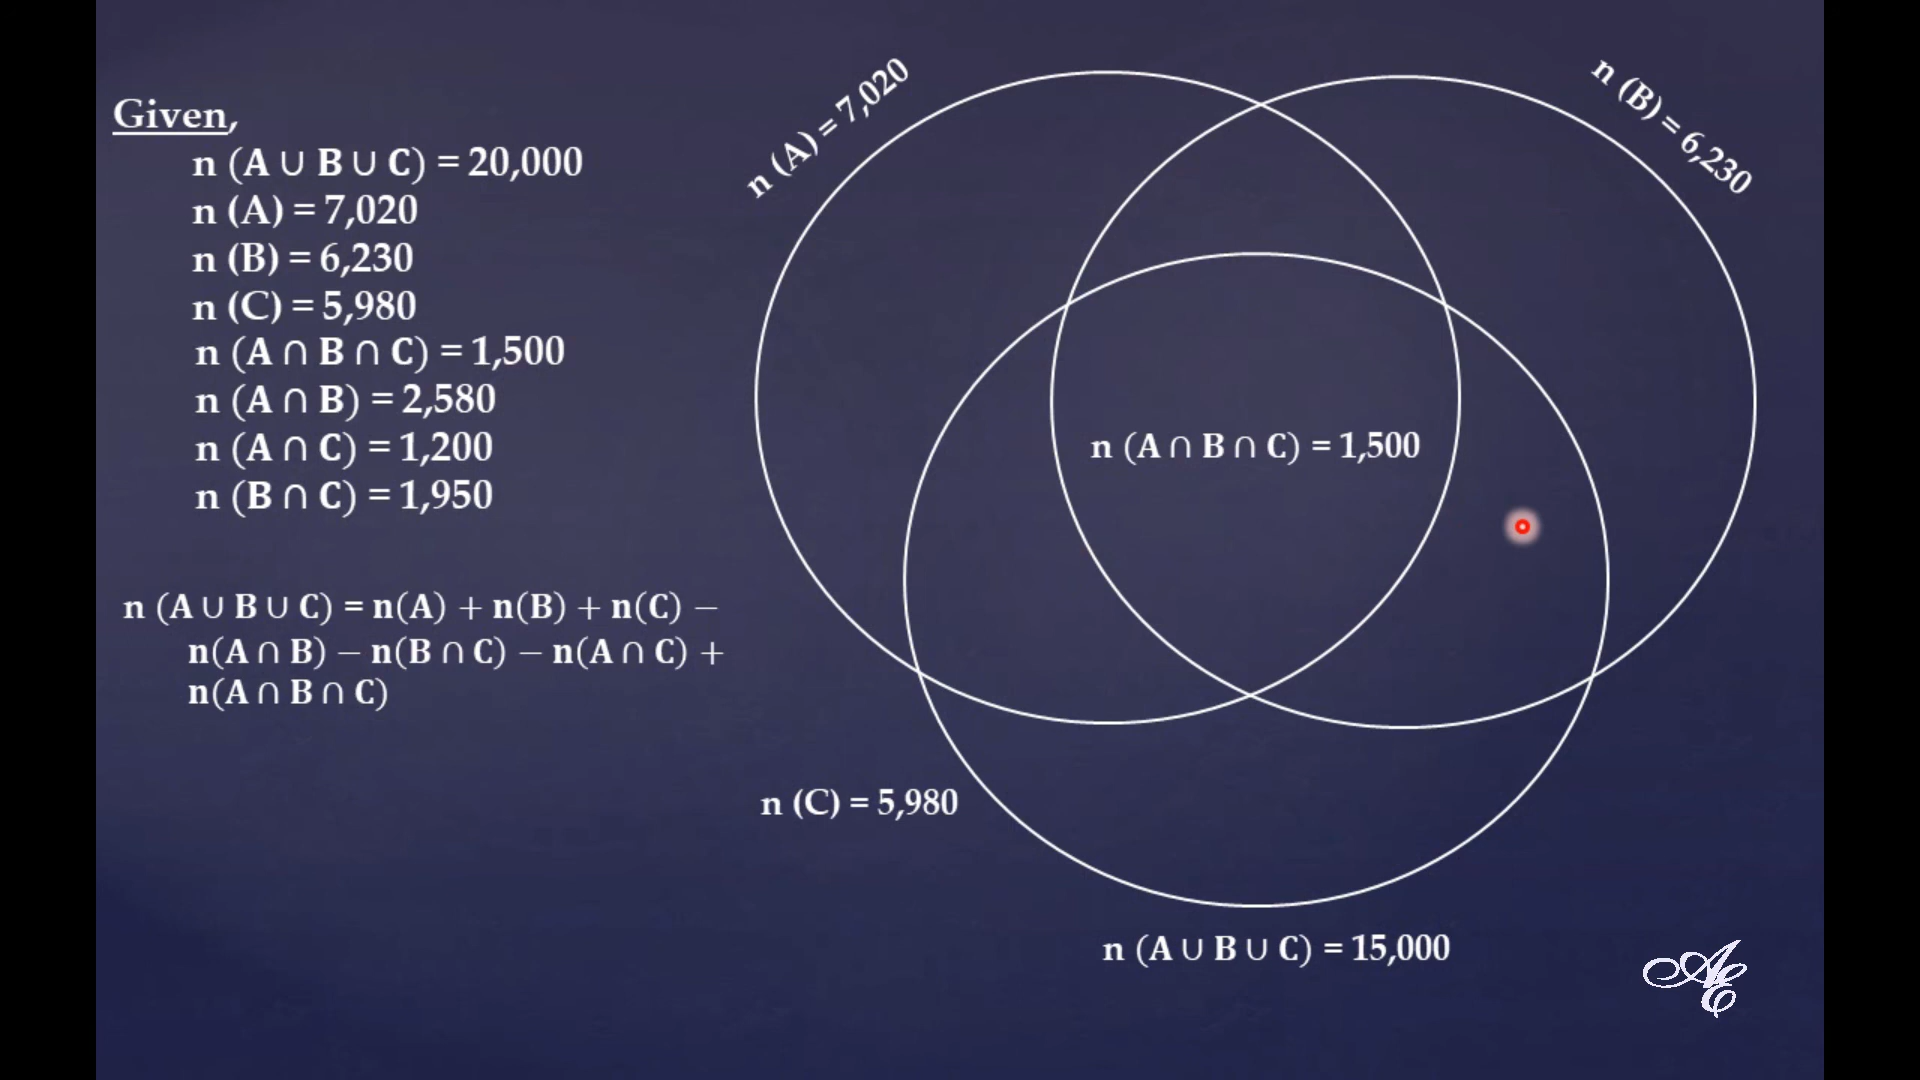 Given,
n (A ∪ B ∪ C) = 20,000
n (A) = 7,020
n (B) = 6,230
n (C) = 5,980
n (A ∩ B ∩ C) = 1,500
n (A ∩ B) = 2,580
n (A ∩ C) = 1,200
n (B ∩ C) = 1,950
n (A ∪ B ∪ C) = n(A) + n(B) + n(C) −
n(A ∩ B) − n(B ∩ C) − n(A ∩ C) +
n(A ∩ B ∩ C)
n (A) = 7,020
n (B) = 6,230
n (A ∩ B ∩ C) = 1,500
n (C) = 5,980
n (A ∪ B ∪ C) = 15,000
AE